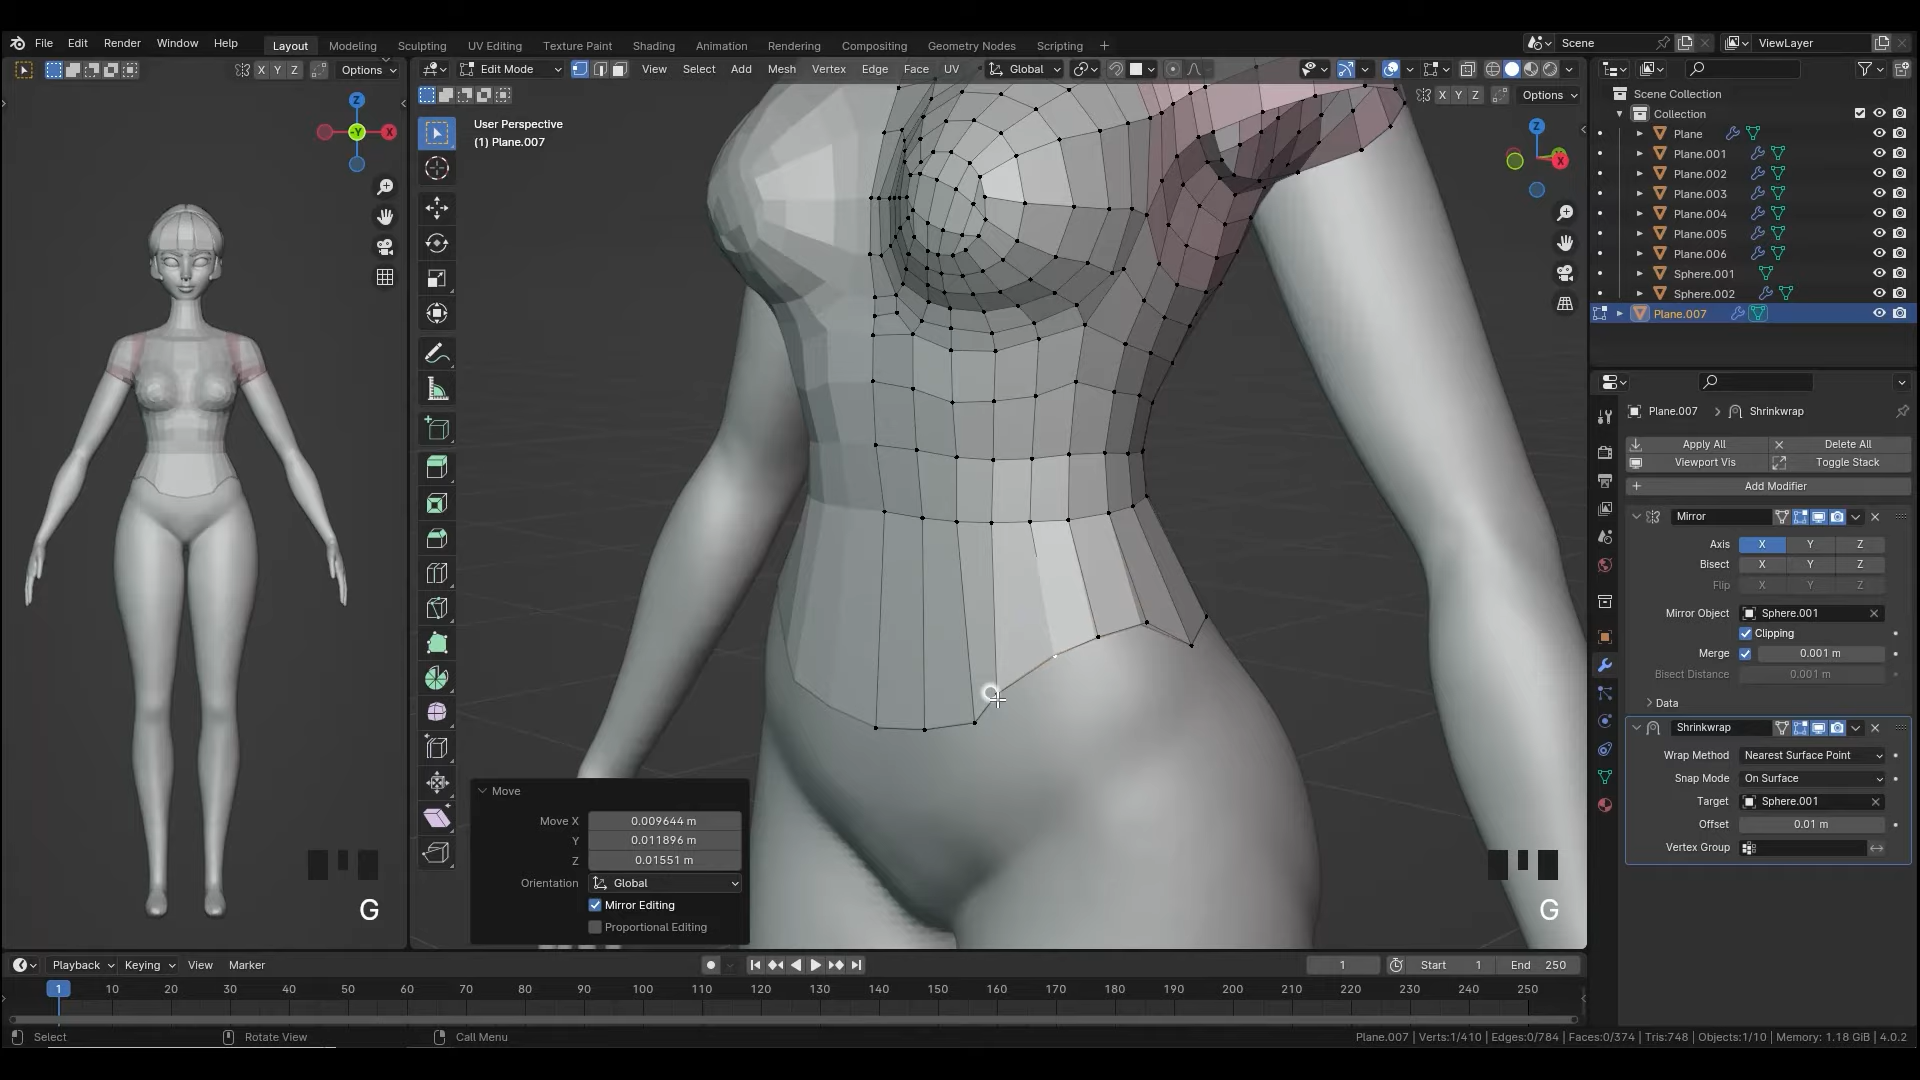 File Edit Render Window Help
Layout Modeling Sculpting UV Editing Texture Paint Shading Animation Rendering Compositing Geometry Nodes Scripting +
Scene
ViewLayer
X Y Z Options
Edit Mode View Select Add Mesh Vertex Edge Face UV Global
X Y Z Options
User Perspective
(1) Plane.007
Z
-Y X
Z
X
Scene Collection
Collection
Plane
Plane.001
Plane.002
Plane.003
Plane.004
Plane.005
Plane.006
Sphere.001
Sphere.002
Plane.007
Plane.007 > Shrinkwrap
Apply All Delete All
Viewport Vis Toggle Stack
Add Modifier
Mirror
Axis X Y Z
Bisect X Y Z
Flip X Y Z
Mirror Object Sphere.001
Clipping
Merge 0.001 m
Bisect Distance 0.001 m
Data
Shrinkwrap
Wrap Method Nearest Surface Point
Snap Mode On Surface
Target Sphere.001
Offset 0.01 m
Vertex Group
Move
Move X 0.009644 m
Y 0.011896 m
Z 0.01551 m
Orientation Global
Mirror Editing
Proportional Editing
G
G
Playback Keying View Marker
1 Start 1 End 250
1 10 20 30 40 50 60 70 80 90 100 110 120 130 140 150 160 170 180 190 200 210 220 230 240 250
Select Rotate View Call Menu
Plane.007 | Verts:1/410 | Edges:0/784 | Faces:0/374 | Tris:748 | Objects:1/10 | Memory: 1.18 GiB | 4.0.2